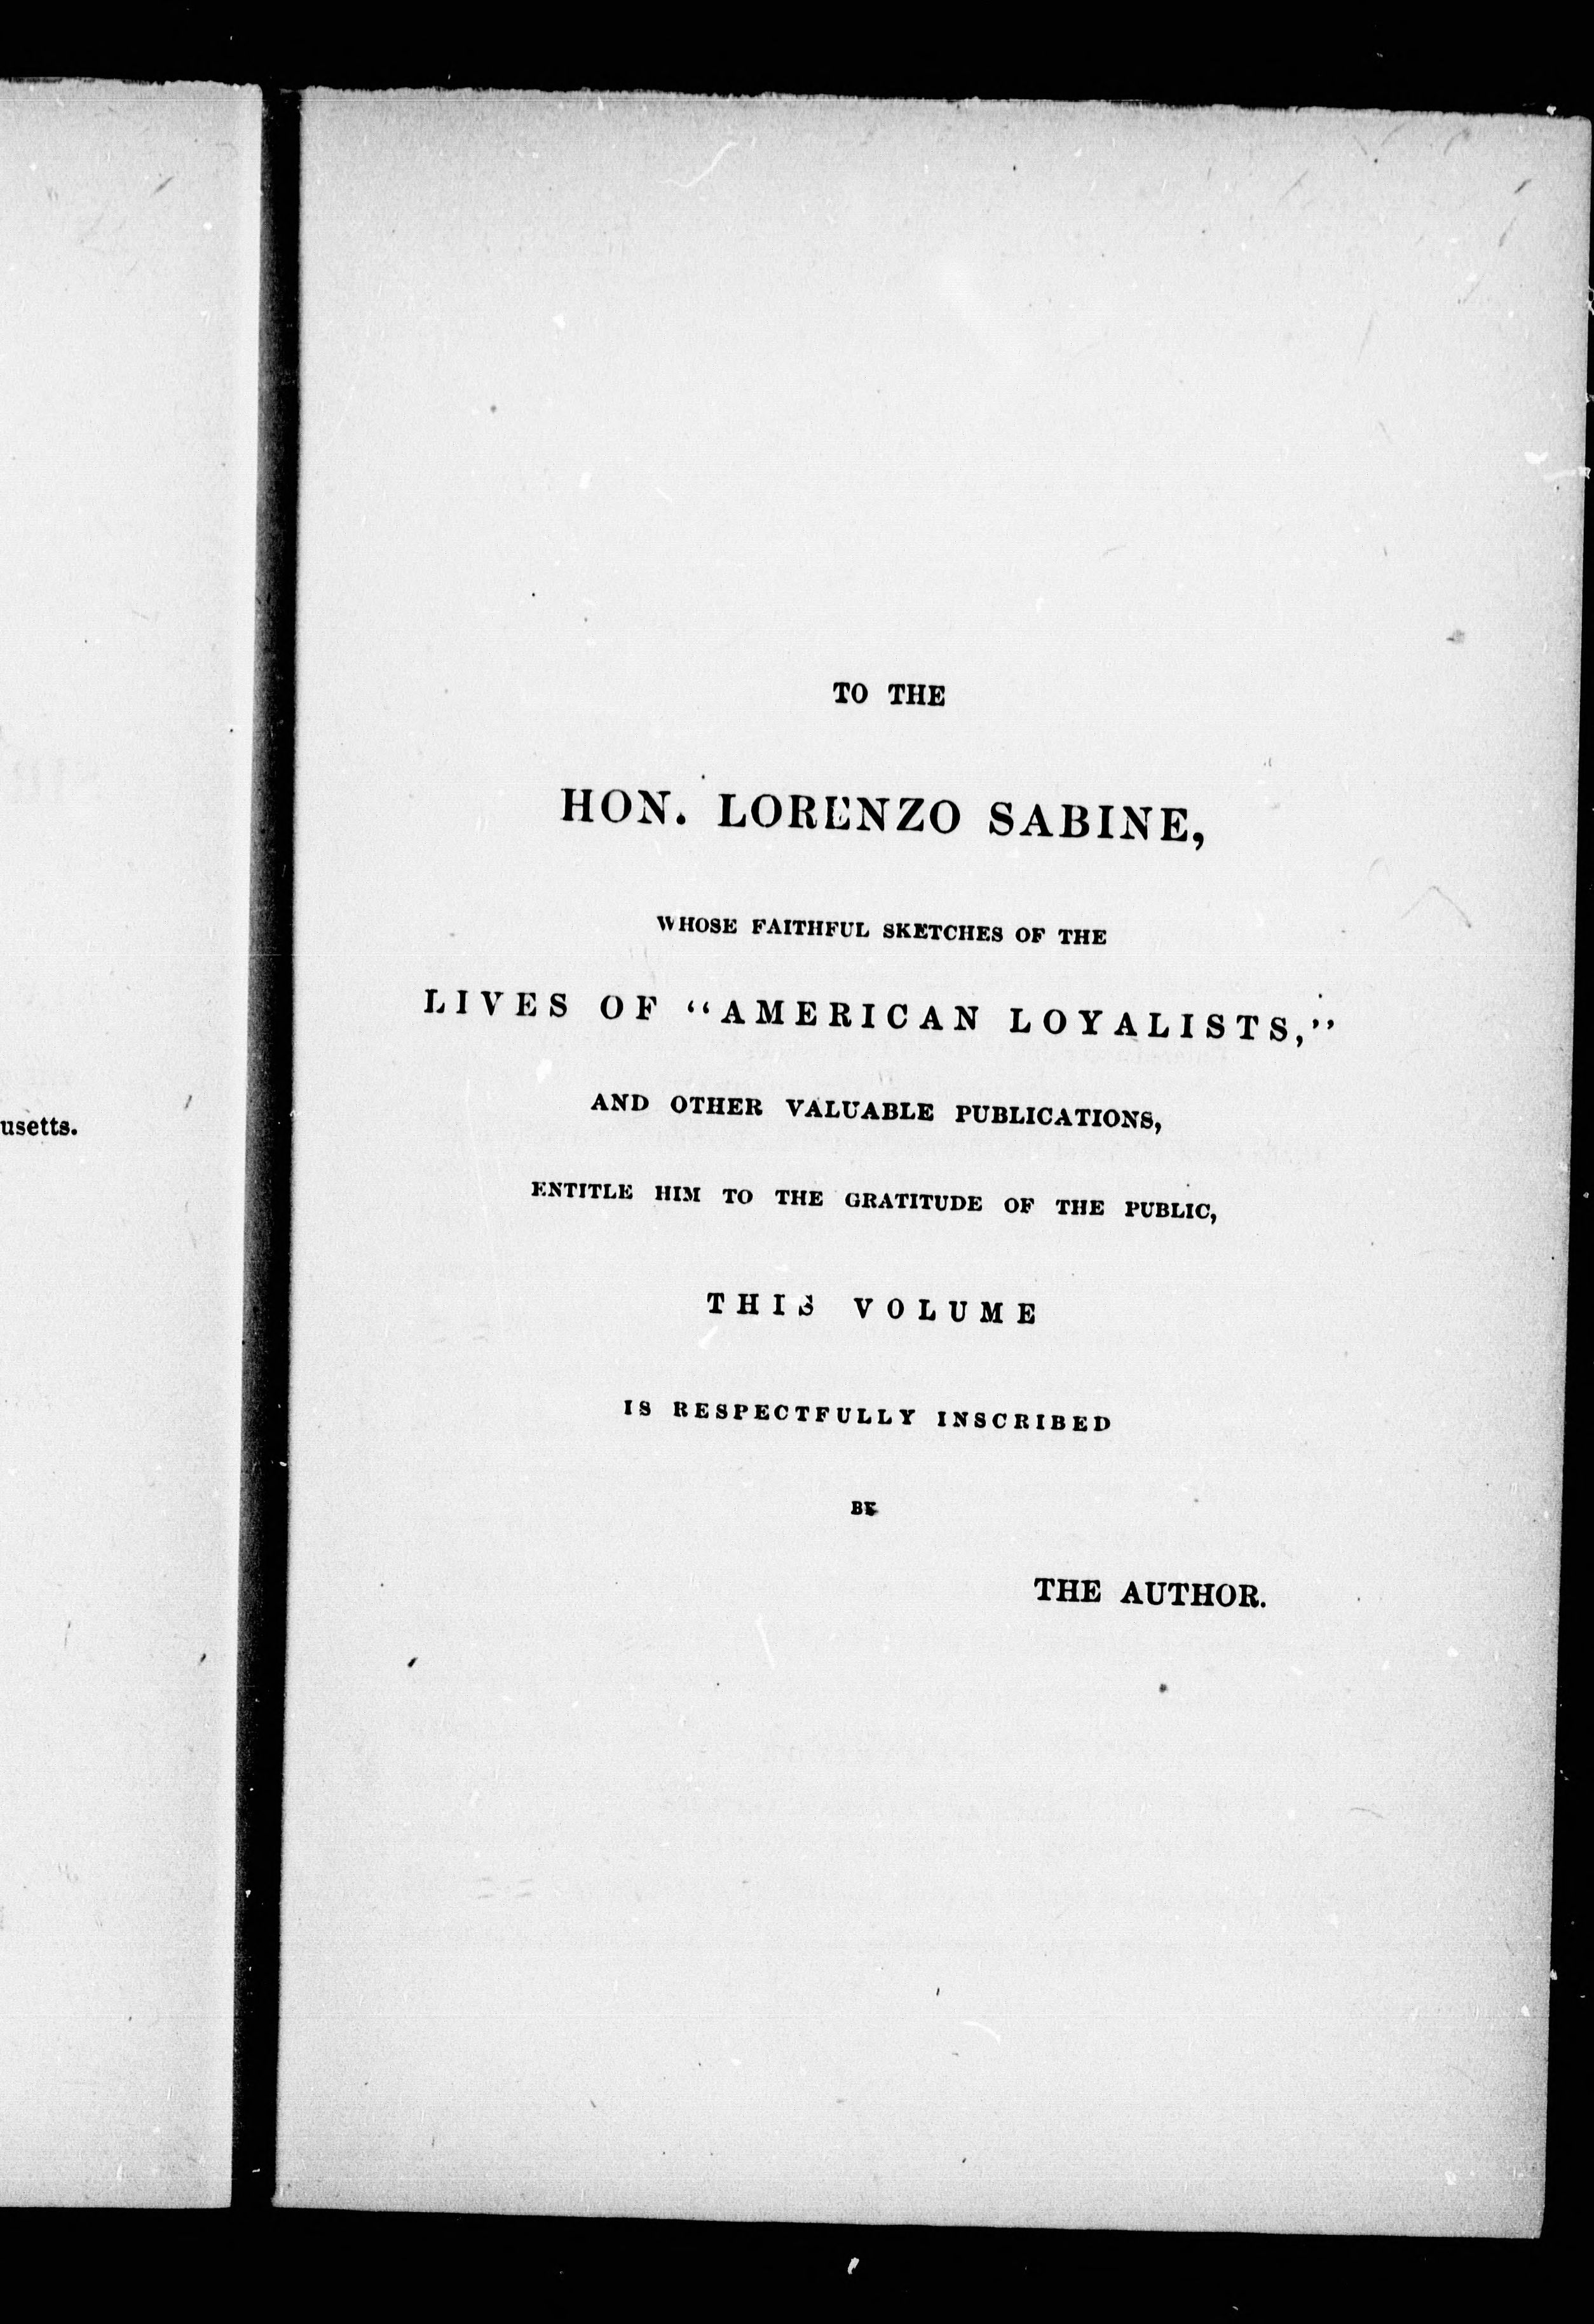 usetts.
TO THE
HON. LORENZO SABINE,
WHOSE FAITHFUL SKETCHES OF THE
LIVES OF “AMERICAN LOYALISTS,”
AND OTHER VALUABLE PUBLICATIONS,
ENTITLE HIM TO THE GRATITUDE OF THE PUBLIC,
THIS VOLUME
IS RESPECTFULLY INSCRIBED
BY
THE AUTHOR.